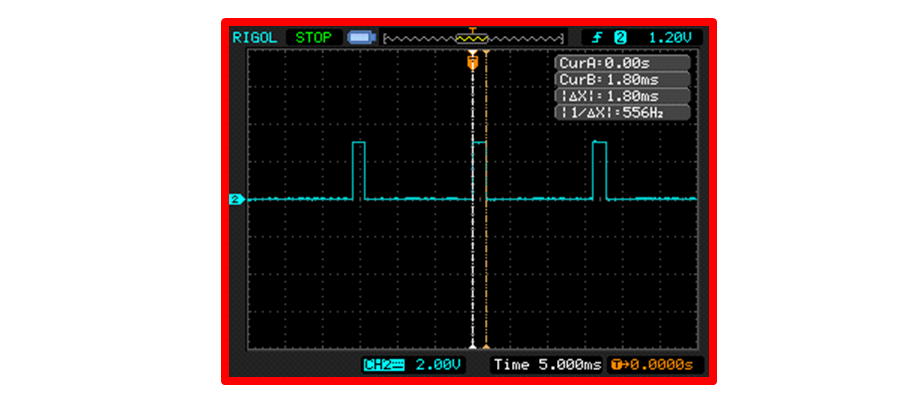 RIGOL STOP T 2 1.20V
T
CurA=0.00s
CurB=1.80ms
|ΔX|=1.80ms
|1/ΔX|=556Hz
2
CH2 2.00V Time 5.000ms T→0.0000s